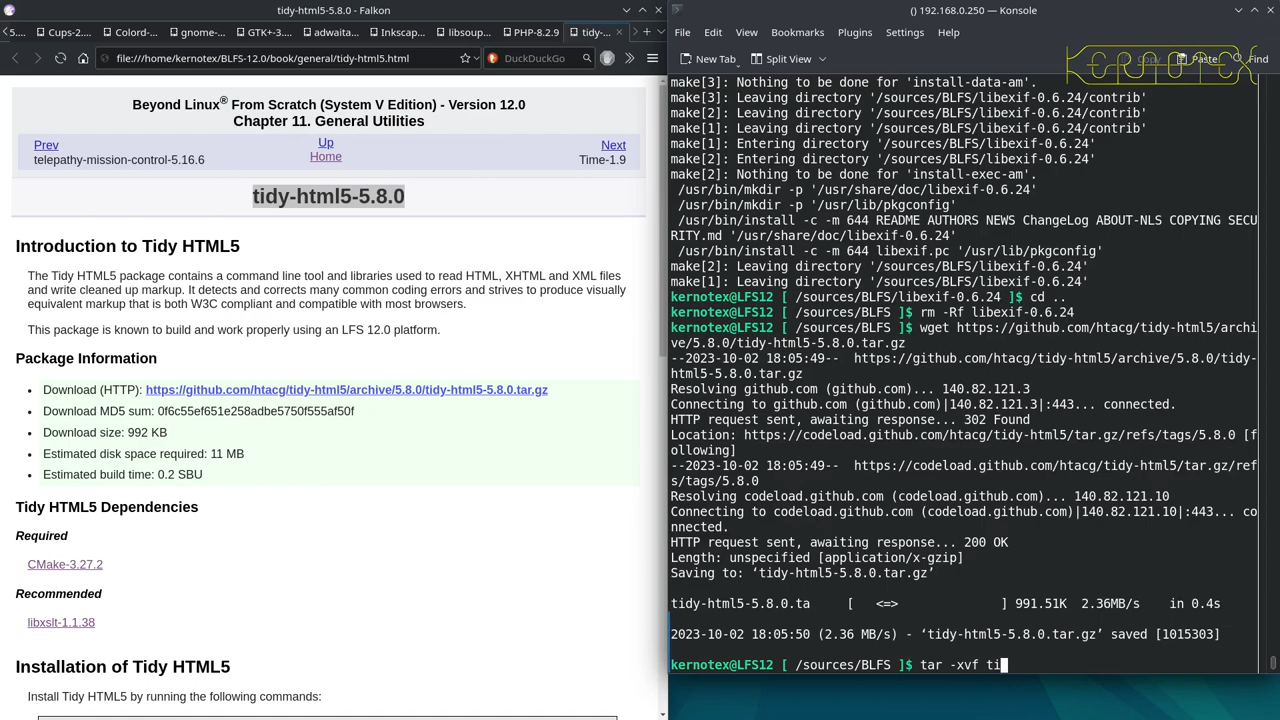 tidy-html5-5.8.0 - Falkon
5.... Cups-2.... Colord-... gnome-... GTK+-3.... adwaita... Inkscap... libsoup... PHP-8.2.9 tidy-...
file:///home/kernotex/BLFS-12.0/book/general/tidy-html5.html
DuckDuckGo
Beyond Linux® From Scratch (System V Edition) - Version 12.0
Chapter 11. General Utilities
Prev Up Next
telepathy-mission-control-5.16.6 Home Time-1.9
tidy-html5-5.8.0
Introduction to Tidy HTML5
The Tidy HTML5 package contains a command line tool and libraries used to read HTML, XHTML and XML files
and write cleaned up markup. It detects and corrects many common coding errors and strives to produce visually
equivalent markup that is both W3C compliant and compatible with most browsers.
This package is known to build and work properly using an LFS 12.0 platform.
Package Information
• Download (HTTP): https://github.com/htacg/tidy-html5/archive/5.8.0/tidy-html5-5.8.0.tar.gz
• Download MD5 sum: 0f6c55ef651e258adbe5750f555af50f
• Download size: 992 KB
• Estimated disk space required: 11 MB
• Estimated build time: 0.2 SBU
Tidy HTML5 Dependencies
Required
CMake-3.27.2
Recommended
libxslt-1.1.38
Installation of Tidy HTML5
Install Tidy HTML5 by running the following commands:
() 192.168.0.250 — Konsole
File Edit View Bookmarks Plugins Settings Help
New Tab Split View Copy Paste Find
KERNOTEX
make[3]: Nothing to be done for 'install-data-am'.
make[3]: Leaving directory '/sources/BLFS/libexif-0.6.24/contrib'
make[2]: Leaving directory '/sources/BLFS/libexif-0.6.24/contrib'
make[1]: Leaving directory '/sources/BLFS/libexif-0.6.24/contrib'
make[1]: Entering directory '/sources/BLFS/libexif-0.6.24'
make[2]: Entering directory '/sources/BLFS/libexif-0.6.24'
make[2]: Nothing to be done for 'install-exec-am'.
/usr/bin/mkdir -p '/usr/share/doc/libexif-0.6.24'
/usr/bin/mkdir -p '/usr/lib/pkgconfig'
/usr/bin/install -c -m 644 README AUTHORS NEWS ChangeLog ABOUT-NLS COPYING SECU
RITY.md '/usr/share/doc/libexif-0.6.24'
/usr/bin/install -c -m 644 libexif.pc '/usr/lib/pkgconfig'
make[2]: Leaving directory '/sources/BLFS/libexif-0.6.24'
make[1]: Leaving directory '/sources/BLFS/libexif-0.6.24'
kernotex@LFS12 [ /sources/BLFS/libexif-0.6.24 ]$ cd ..
kernotex@LFS12 [ /sources/BLFS ]$ rm -Rf libexif-0.6.24
kernotex@LFS12 [ /sources/BLFS ]$ wget https://github.com/htacg/tidy-html5/archi
ve/5.8.0/tidy-html5-5.8.0.tar.gz
--2023-10-02 18:05:49-- https://github.com/htacg/tidy-html5/archive/5.8.0/tidy-
html5-5.8.0.tar.gz
Resolving github.com (github.com)... 140.82.121.3
Connecting to github.com (github.com)|140.82.121.3|:443... connected.
HTTP request sent, awaiting response... 302 Found
Location: https://codeload.github.com/htacg/tidy-html5/tar.gz/refs/tags/5.8.0 [f
ollowing]
--2023-10-02 18:05:49-- https://codeload.github.com/htacg/tidy-html5/tar.gz/ref
s/tags/5.8.0
Resolving codeload.github.com (codeload.github.com)... 140.82.121.10
Connecting to codeload.github.com (codeload.github.com)|140.82.121.10|:443... co
nnected.
HTTP request sent, awaiting response... 200 OK
Length: unspecified [application/x-gzip]
Saving to: ‘tidy-html5-5.8.0.tar.gz’
tidy-html5-5.8.0.ta [ <=> ] 991.51K 2.36MB/s in 0.4s
2023-10-02 18:05:50 (2.36 MB/s) - ‘tidy-html5-5.8.0.tar.gz’ saved [1015303]
kernotex@LFS12 [ /sources/BLFS ]$ tar -xvf ti